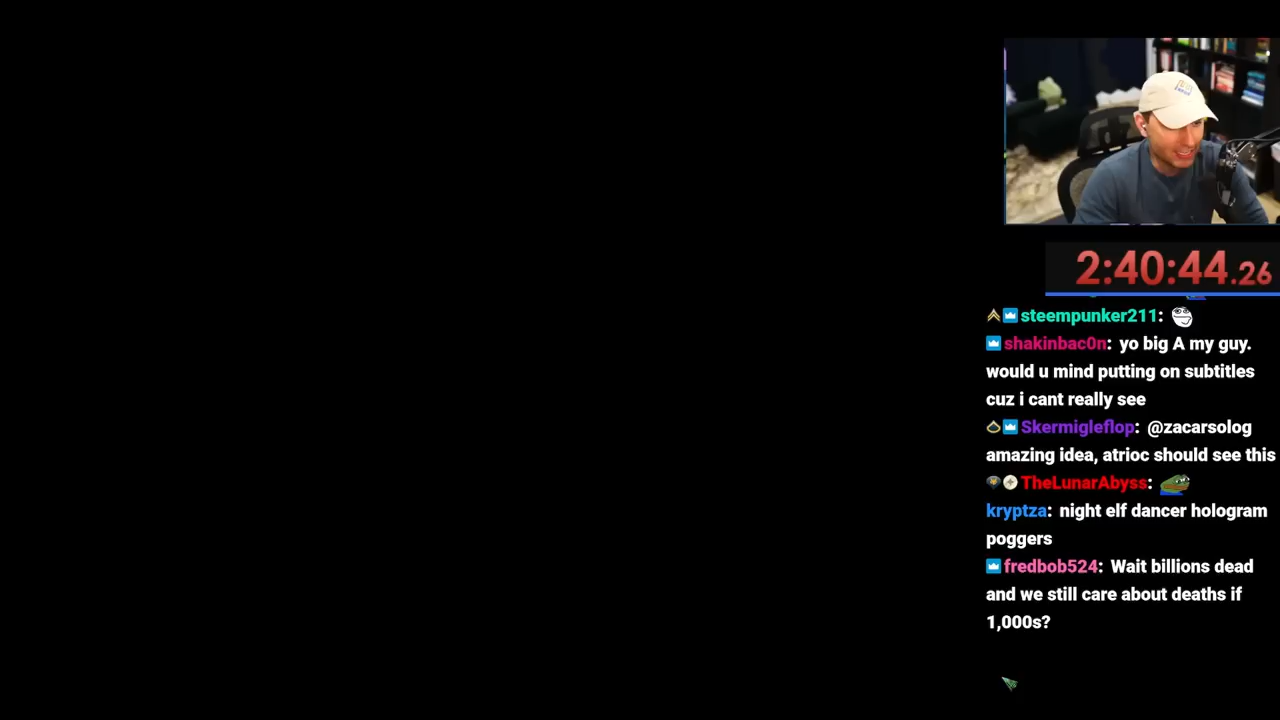 2:40:44.26
steempunker211:
shakinbac0n: yo big A my guy.
would u mind putting on subtitles
cuz i cant really see
Skermigleflop: @zacarsolog
amazing idea, atrioc should see this
TheLunarAbyss:
kryptza: night elf dancer hologram
poggers
fredbob524: Wait billions dead
and we still care about deaths if
1,000s?